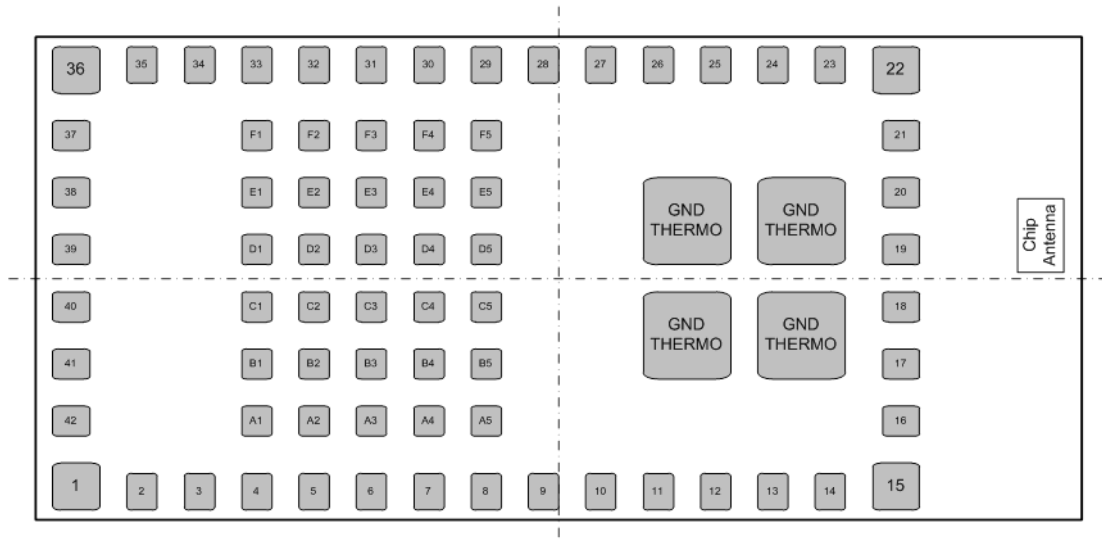 36 35 34 33 32 31 30 29 28 27 26 25 24 23 22
37 F1 F2 F3 F4 F5 21
38 E1 E2 E3 E4 E5 20
GND THERMO
GND THERMO
39 D1 D2 D3 D4 D5 19
Chip
Antenna
40 C1 C2 C3 C4 C5 18
GND THERMO
GND THERMO
41 B1 B2 B3 B4 B5 17
42 A1 A2 A3 A4 A5 16
1 2 3 4 5 6 7 8 9 10 11 12 13 14 15